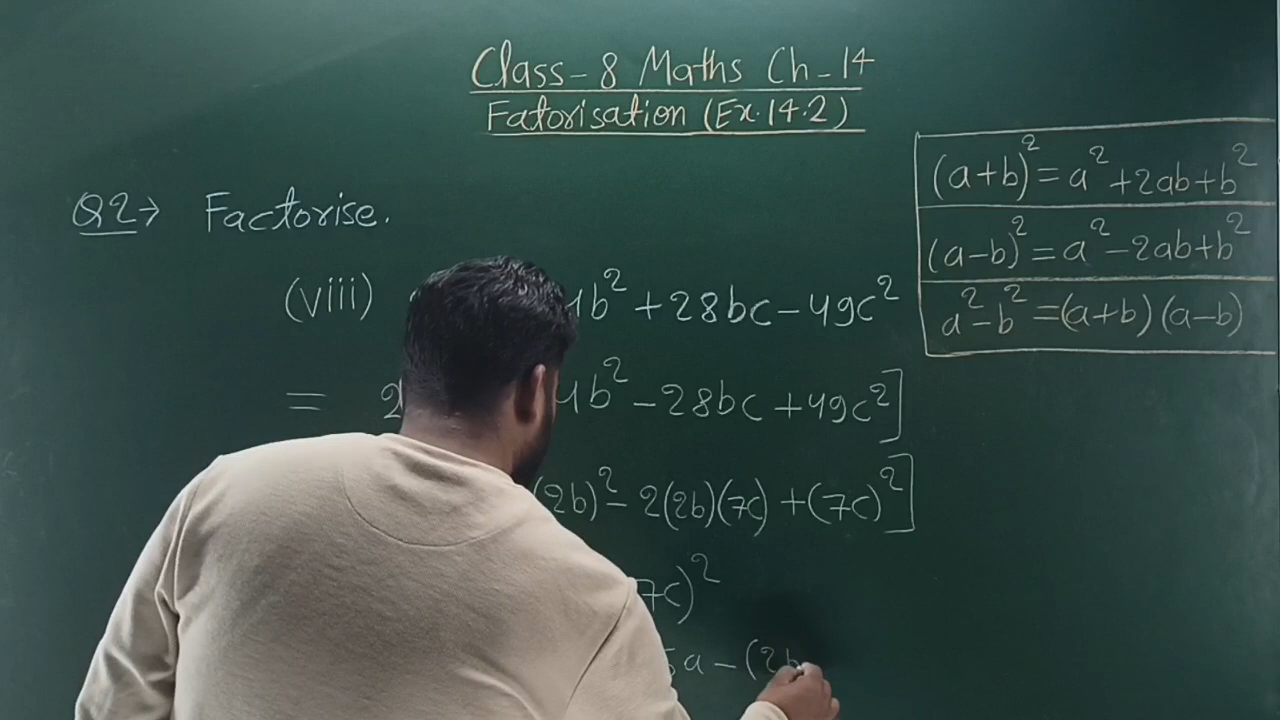 Class-8 Maths Ch-14
Fatorisation (Ex.14.2)
(a+b)²=a²+2ab+b²
(a-b)²=a²-2ab+b²
a²-b²=(a+b)(a-b)
Q2→ Factorise.
(viii) 4b²+28bc-49c²
= 2 4b²-28bc+49c²]
(2b)²-2(2b)(7c)+(7c)²]
7c)²
5a-(2b